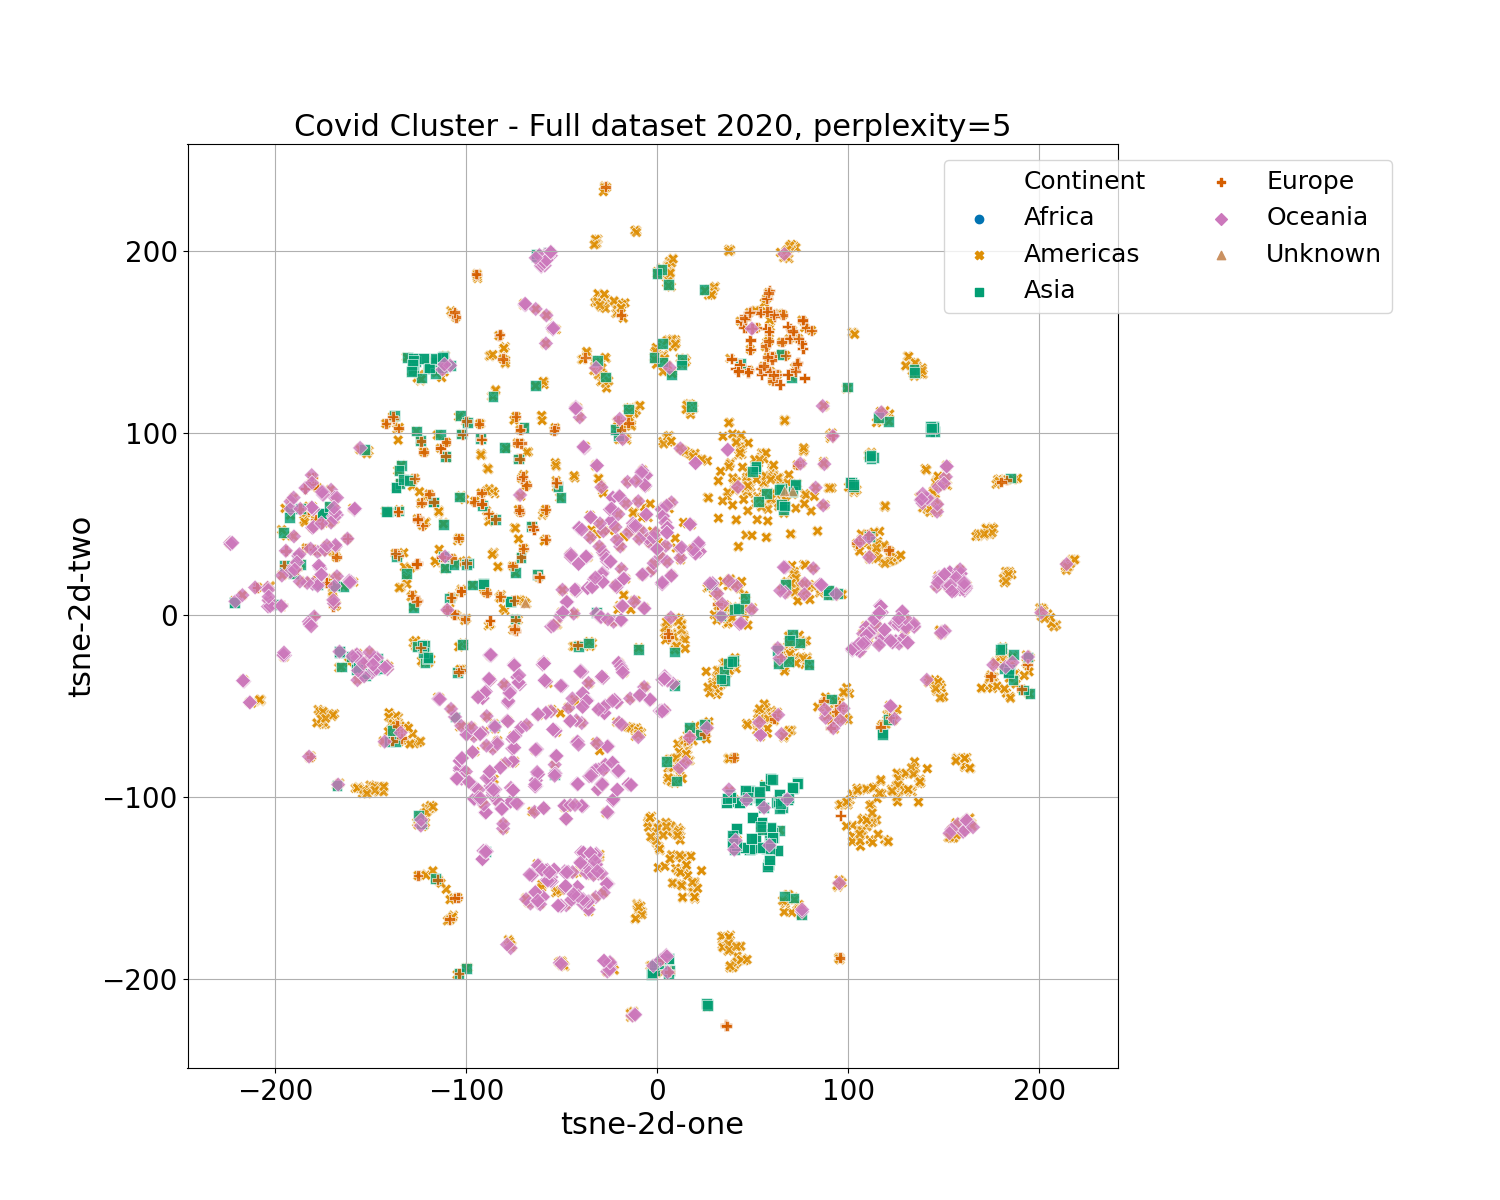 Covid Cluster - Full dataset 2020, perplexity=5
Continent
Africa
Americas
Asia
Europe
Oceania
Unknown
200
100
0
−100
−200
tsne-2d-two
−200
−100
0
100
200
tsne-2d-one